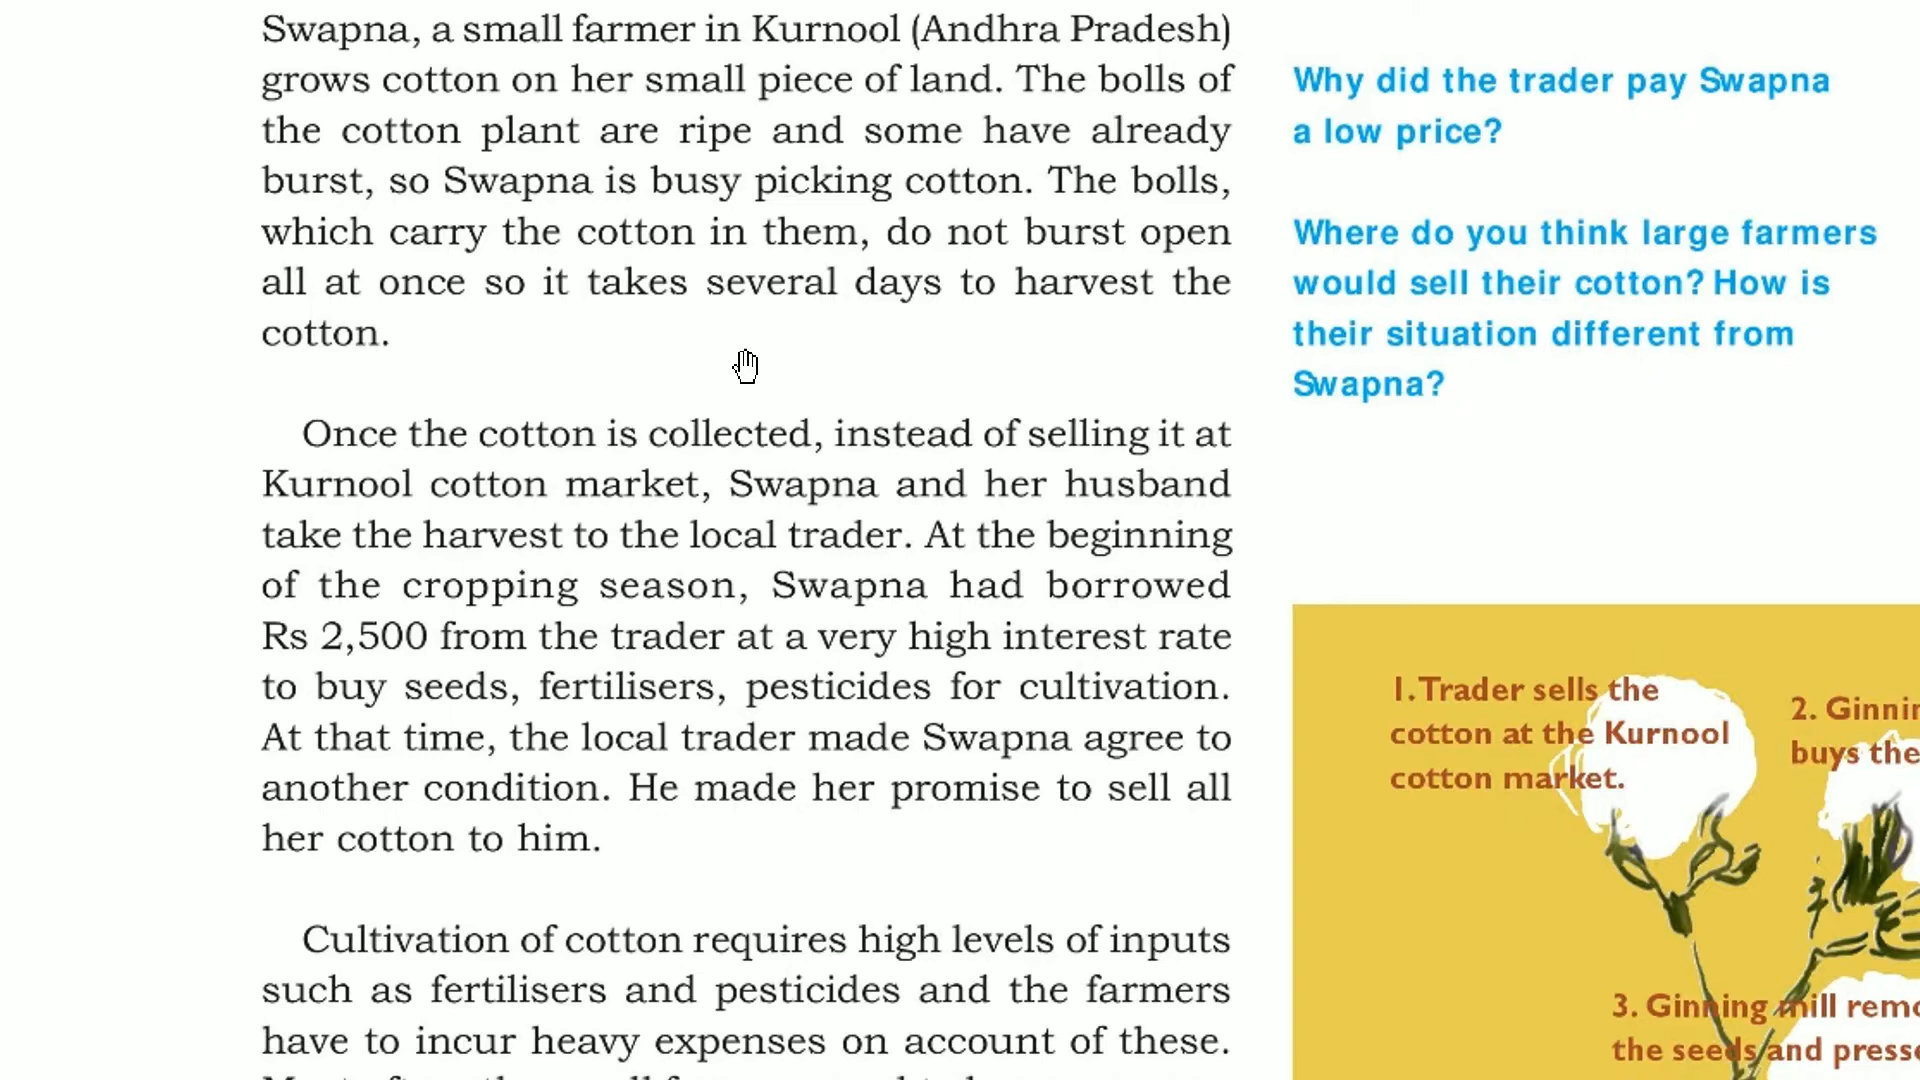 Swapna, a small farmer in Kurnool (Andhra Pradesh)
grows cotton on her small piece of land. The bolls of
the cotton plant are ripe and some have already
burst, so Swapna is busy picking cotton. The bolls,
which carry the cotton in them, do not burst open
all at once so it takes several days to harvest the
cotton.
Once the cotton is collected, instead of selling it at
Kurnool cotton market, Swapna and her husband
take the harvest to the local trader. At the beginning
of the cropping season, Swapna had borrowed
Rs 2,500 from the trader at a very high interest rate
to buy seeds, fertilisers, pesticides for cultivation.
At that time, the local trader made Swapna agree to
another condition. He made her promise to sell all
her cotton to him.
Cultivation of cotton requires high levels of inputs
such as fertilisers and pesticides and the farmers
have to incur heavy expenses on account of these.
Why did the trader pay Swapna
a low price?
Where do you think large farmers
would sell their cotton? How is
their situation different from
Swapna?
1. Trader sells the
cotton at the Kurnool
cotton market.
2.
buys the
3. Ginning mill
the seeds and